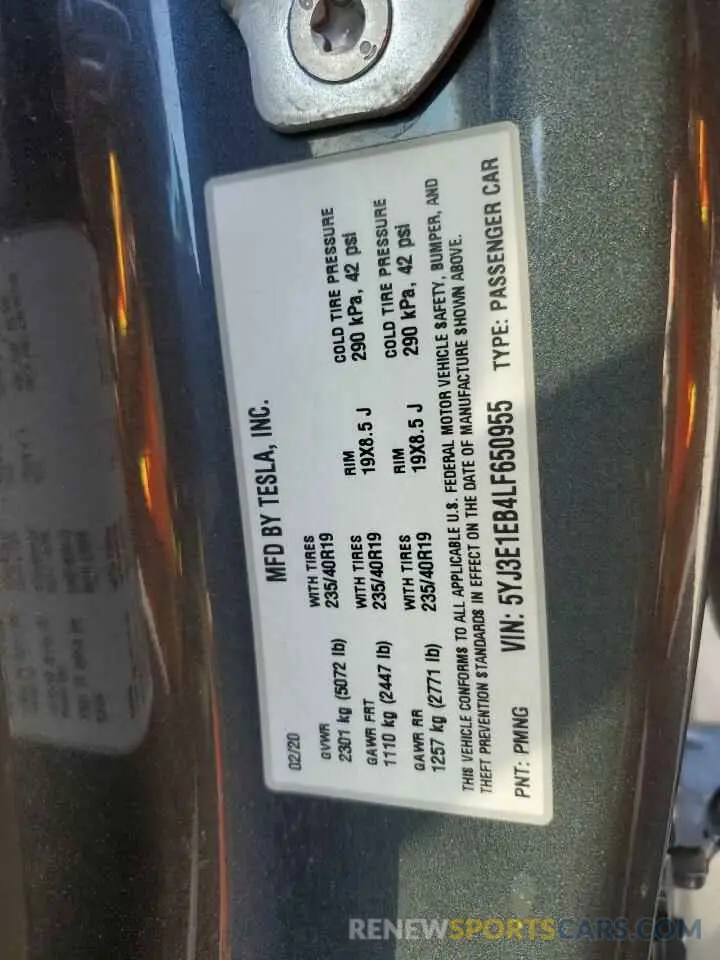 MFD BY TESLA, INC.
02/20
GVWR WITH TIRES RIM COLD TIRE PRESSURE
2301 kg (5072 lb) 235/40R19 19X8.5 J 290 kPa, 42 psi
GAWR FRT WITH TIRES RIM COLD TIRE PRESSURE
1110 kg (2447 lb) 235/40R19 19X8.5 J 290 kPa, 42 psi
GAWR RR WITH TIRES
1257 kg (2771 lb) 235/40R19
THIS VEHICLE CONFORMS TO ALL APPLICABLE U.S. FEDERAL MOTOR VEHICLE SAFETY, BUMPER, AND
THEFT PREVENTION STANDARDS IN EFFECT ON THE DATE OF MANUFACTURE SHOWN ABOVE.
PNT: PMNG VIN: 5YJ3E1EB4LF650955 TYPE: PASSENGER CAR
RENEWSPORTSCARS.COM